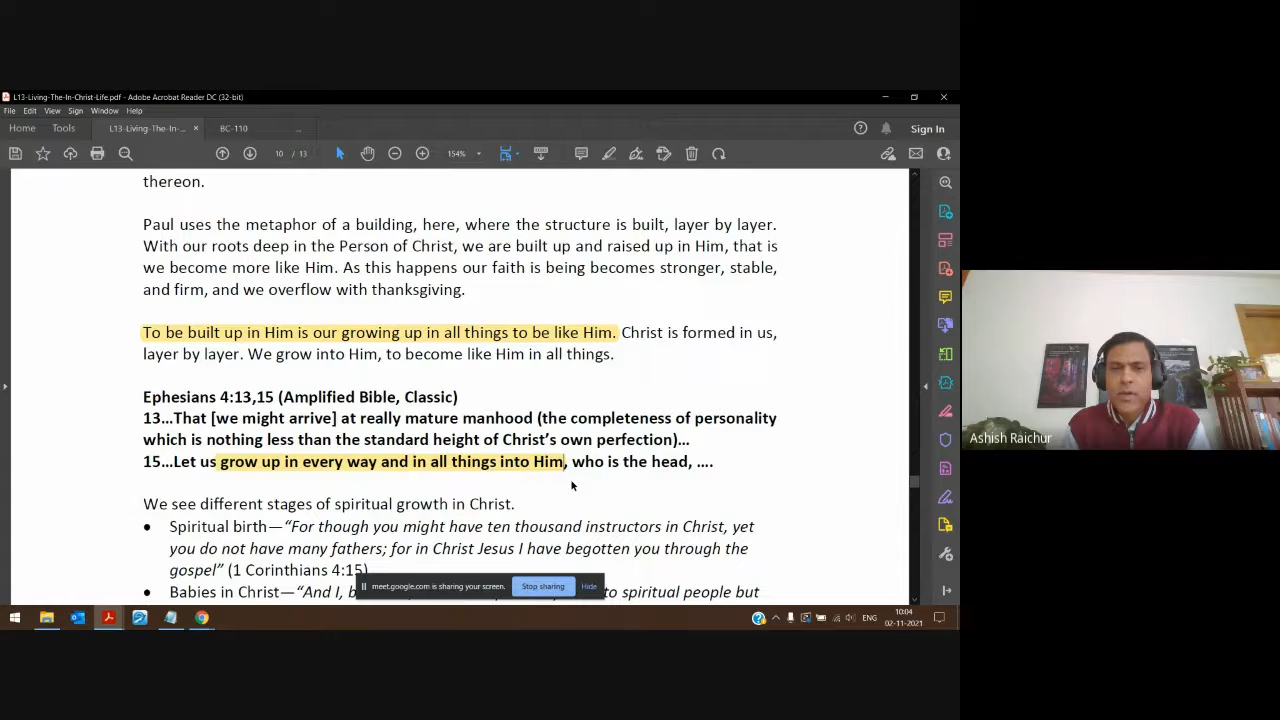 L13-Living-The-In-Christ-Life.pdf - Adobe Acrobat Reader DC (32-bit)
File Edit View Sign Window Help
Home Tools L13-Living-The-In-... × BC-110 ...
Sign In
10 / 13 154%
thereon.
Paul uses the metaphor of a building, here, where the structure is built, layer by layer.
With our roots deep in the Person of Christ, we are built up and raised up in Him, that is
we become more like Him. As this happens our faith is being becomes stronger, stable,
and firm, and we overflow with thanksgiving.
To be built up in Him is our growing up in all things to be like Him. Christ is formed in us,
layer by layer. We grow into Him, to become like Him in all things.
Ephesians 4:13,15 (Amplified Bible, Classic)
13...That [we might arrive] at really mature manhood (the completeness of personality
which is nothing less than the standard height of Christ's own perfection)...
15...Let us grow up in every way and in all things into Him, who is the head, ....
We see different stages of spiritual growth in Christ.
• Spiritual birth—"For though you might have ten thousand instructors in Christ, yet
you do not have many fathers; for in Christ Jesus I have begotten you through the
gospel" (1 Corinthians 4:15)
• Babies in Christ—"And I, b to spiritual people but
meet.google.com is sharing your screen. Stop sharing Hide
ENG
10:04
02-11-2021
Ashish Raichur